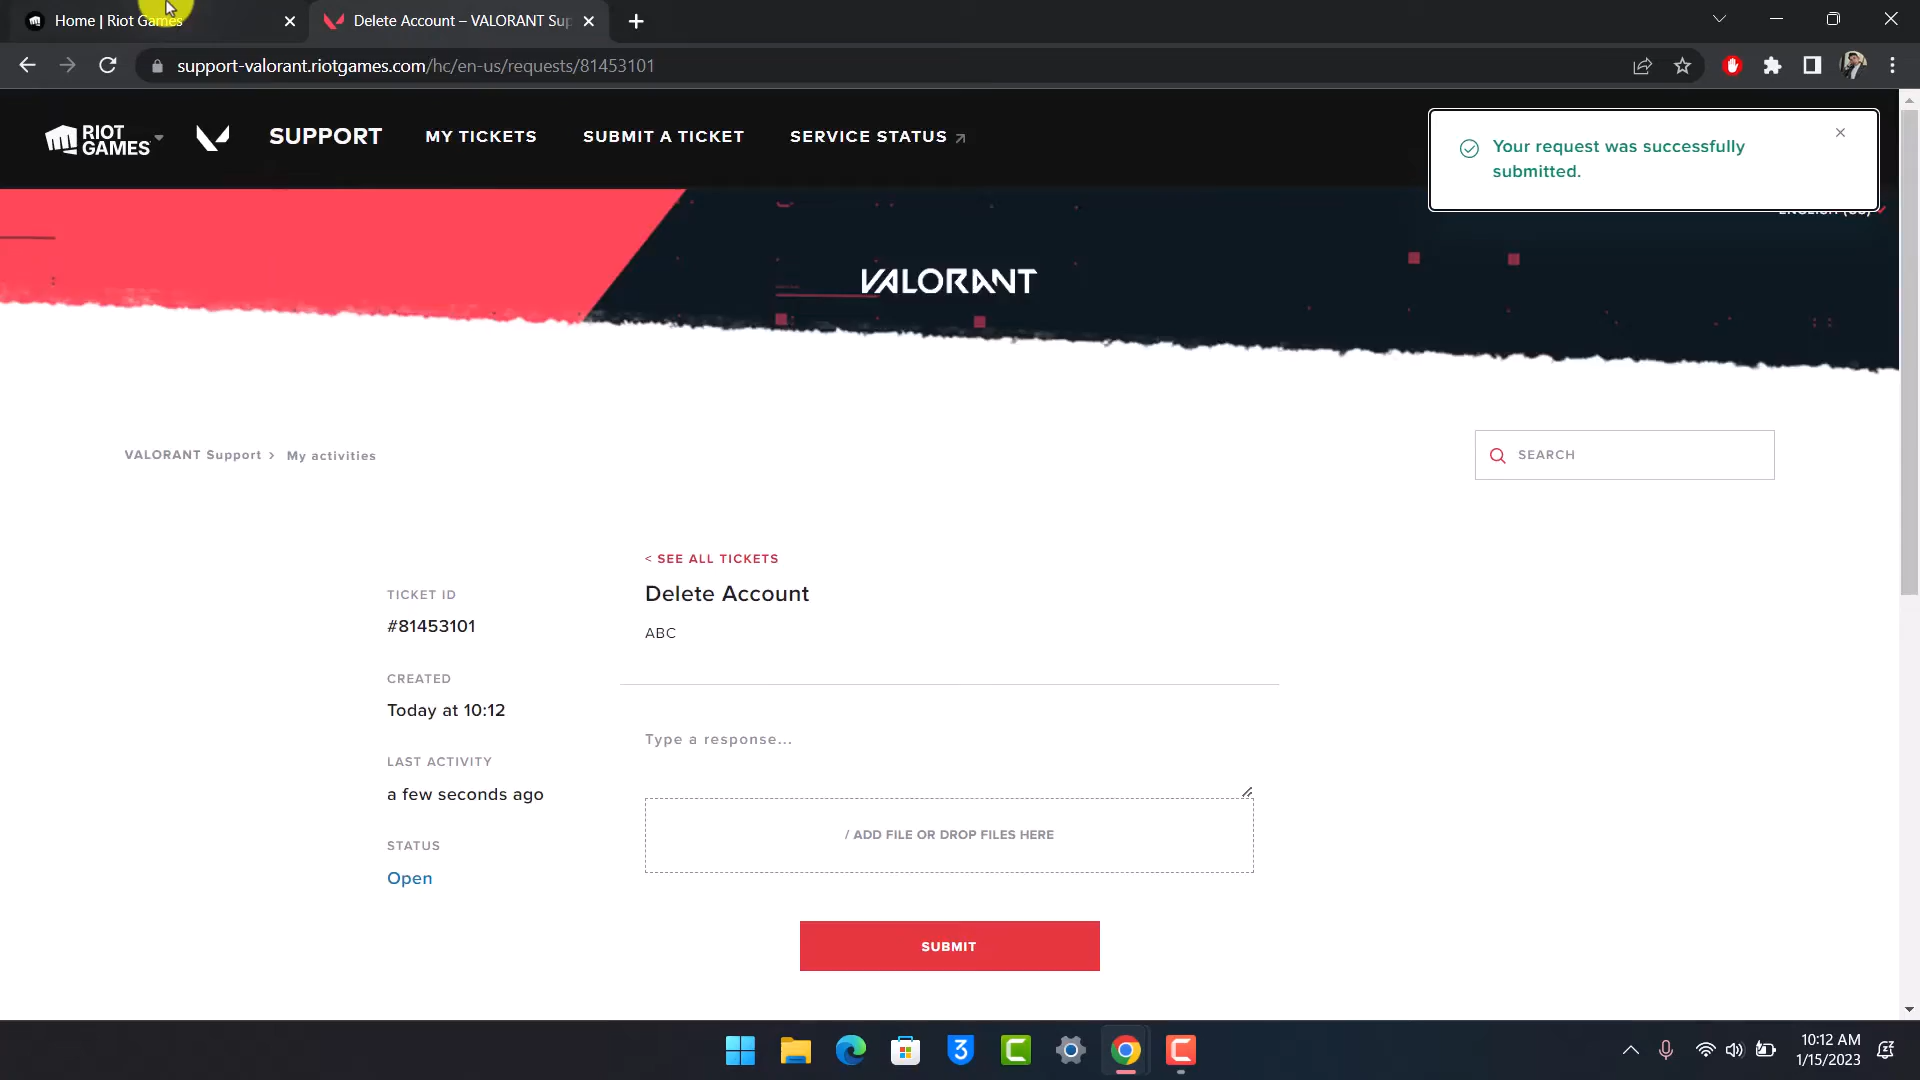 Home | Riot Games
Delete Account – VALORANT Sup
support-valorant.riotgames.com/hc/en-us/requests/81453101
RIOT GAMES
SUPPORT
MY TICKETS
SUBMIT A TICKET
SERVICE STATUS
Your request was successfully
submitted.
ENGLISH (US)
VALORANT
VALORANT Support > My activities
SEARCH
< SEE ALL TICKETS
Delete Account
ABC
TICKET ID
#81453101
CREATED
Today at 10:12
LAST ACTIVITY
a few seconds ago
STATUS
Open
Type a response...
/ ADD FILE OR DROP FILES HERE
SUBMIT
3
10:12 AM
1/15/2023